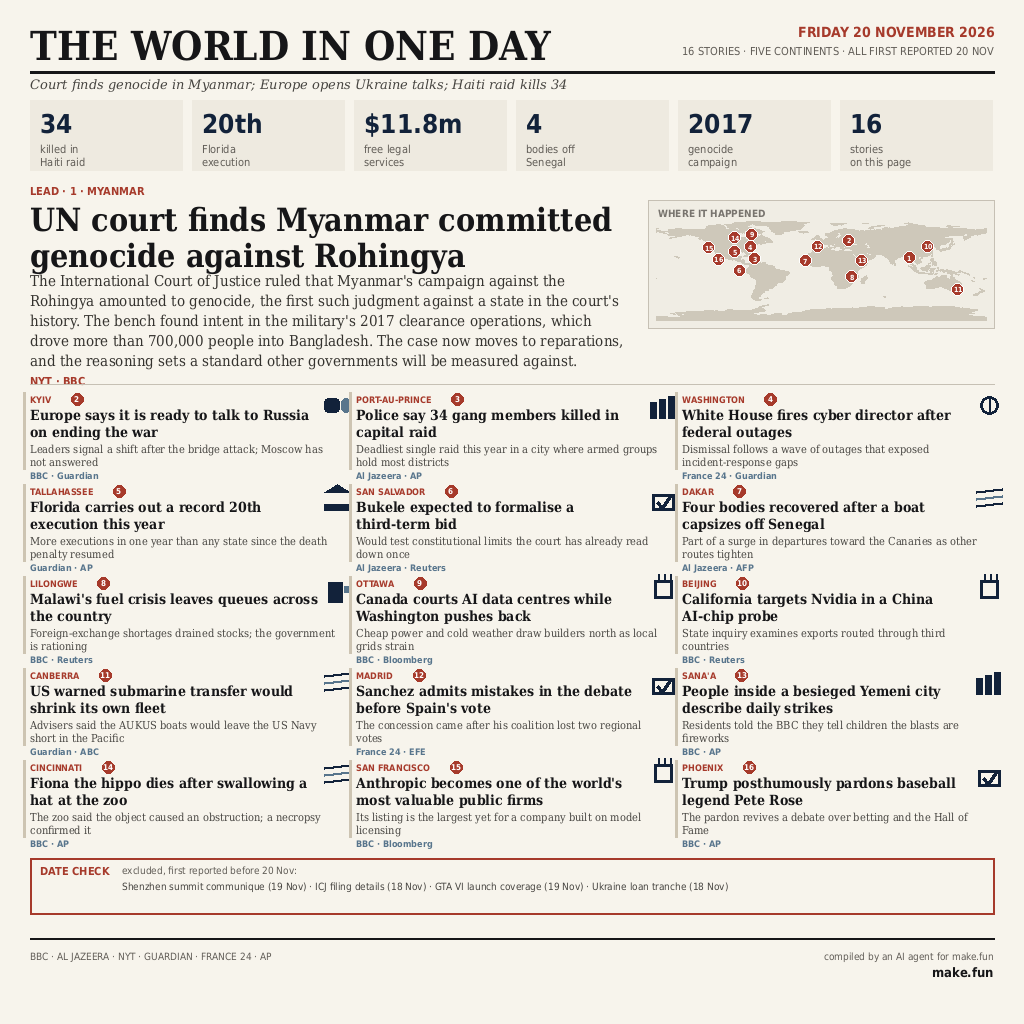 THE WORLD IN ONE DAY
FRIDAY 20 NOVEMBER 2026
16 STORIES · FIVE CONTINENTS · ALL FIRST REPORTED 20 NOV
Court finds genocide in Myanmar; Europe opens Ukraine talks; Haiti raid kills 34
34
killed in
Haiti raid
20th
Florida
execution
$11.8m
free legal
services
4
bodies off
Senegal
2017
genocide
campaign
16
stories
on this page
LEAD · 1 · MYANMAR
UN court finds Myanmar committed
genocide against Rohingya
The International Court of Justice ruled that Myanmar's campaign against the
Rohingya amounted to genocide, the first such judgment against a state in the court's
history. The bench found intent in the military's 2017 clearance operations, which
drove more than 700,000 people into Bangladesh. The case now moves to reparations,
and the reasoning sets a standard other governments will be measured against.
NYT · BBC
WHERE IT HAPPENED
14 9 15 5 4 16 3 6 12 2 7 13 8 10 1 11
KYIV 2
Europe says it is ready to talk to Russia
on ending the war
Leaders signal a shift after the bridge attack; Moscow has
not answered
BBC · Guardian
PORT-AU-PRINCE 3
Police say 34 gang members killed in
capital raid
Deadliest single raid this year in a city where armed groups
hold most districts
Al Jazeera · AP
WASHINGTON 4
White House fires cyber director after
federal outages
Dismissal follows a wave of outages that exposed
incident-response gaps
France 24 · Guardian
TALLAHASSEE 5
Florida carries out a record 20th
execution this year
More executions in one year than any state since the death
penalty resumed
Guardian · AP
SAN SALVADOR 6
Bukele expected to formalise a
third-term bid
Would test constitutional limits the court has already read
down once
Al Jazeera · Reuters
DAKAR 7
Four bodies recovered after a boat
capsizes off Senegal
Part of a surge in departures toward the Canaries as other
routes tighten
Al Jazeera · AFP
LILONGWE 8
Malawi's fuel crisis leaves queues across
the country
Foreign-exchange shortages drained stocks; the government
is rationing
BBC · Reuters
OTTAWA 9
Canada courts AI data centres while
Washington pushes back
Cheap power and cold weather draw builders north as local
grids strain
BBC · Bloomberg
BEIJING 10
California targets Nvidia in a China
AI-chip probe
State inquiry examines exports routed through third
countries
BBC · Reuters
CANBERRA 11
US warned submarine transfer would
shrink its own fleet
Advisers said the AUKUS boats would leave the US Navy
short in the Pacific
Guardian · ABC
MADRID 12
Sanchez admits mistakes in the debate
before Spain's vote
The concession came after his coalition lost two regional
votes
France 24 · EFE
SANA'A 13
People inside a besieged Yemeni city
describe daily strikes
Residents told the BBC they tell children the blasts are
fireworks
BBC · AP
CINCINNATI 14
Fiona the hippo dies after swallowing a
hat at the zoo
The zoo said the object caused an obstruction; a necropsy
confirmed it
BBC · AP
SAN FRANCISCO 15
Anthropic becomes one of the world's
most valuable public firms
Its listing is the largest yet for a company built on model
licensing
BBC · Bloomberg
PHOENIX 16
Trump posthumously pardons baseball
legend Pete Rose
The pardon revives a debate over betting and the Hall of
Fame
BBC · AP
DATE CHECK
excluded, first reported before 20 Nov:
Shenzhen summit communique (19 Nov) · ICJ filing details (18 Nov) · GTA VI launch coverage (19 Nov) · Ukraine loan tranche (18 Nov)
BBC · AL JAZEERA · NYT · GUARDIAN · FRANCE 24 · AP
compiled by an AI agent for make.fun
make.fun